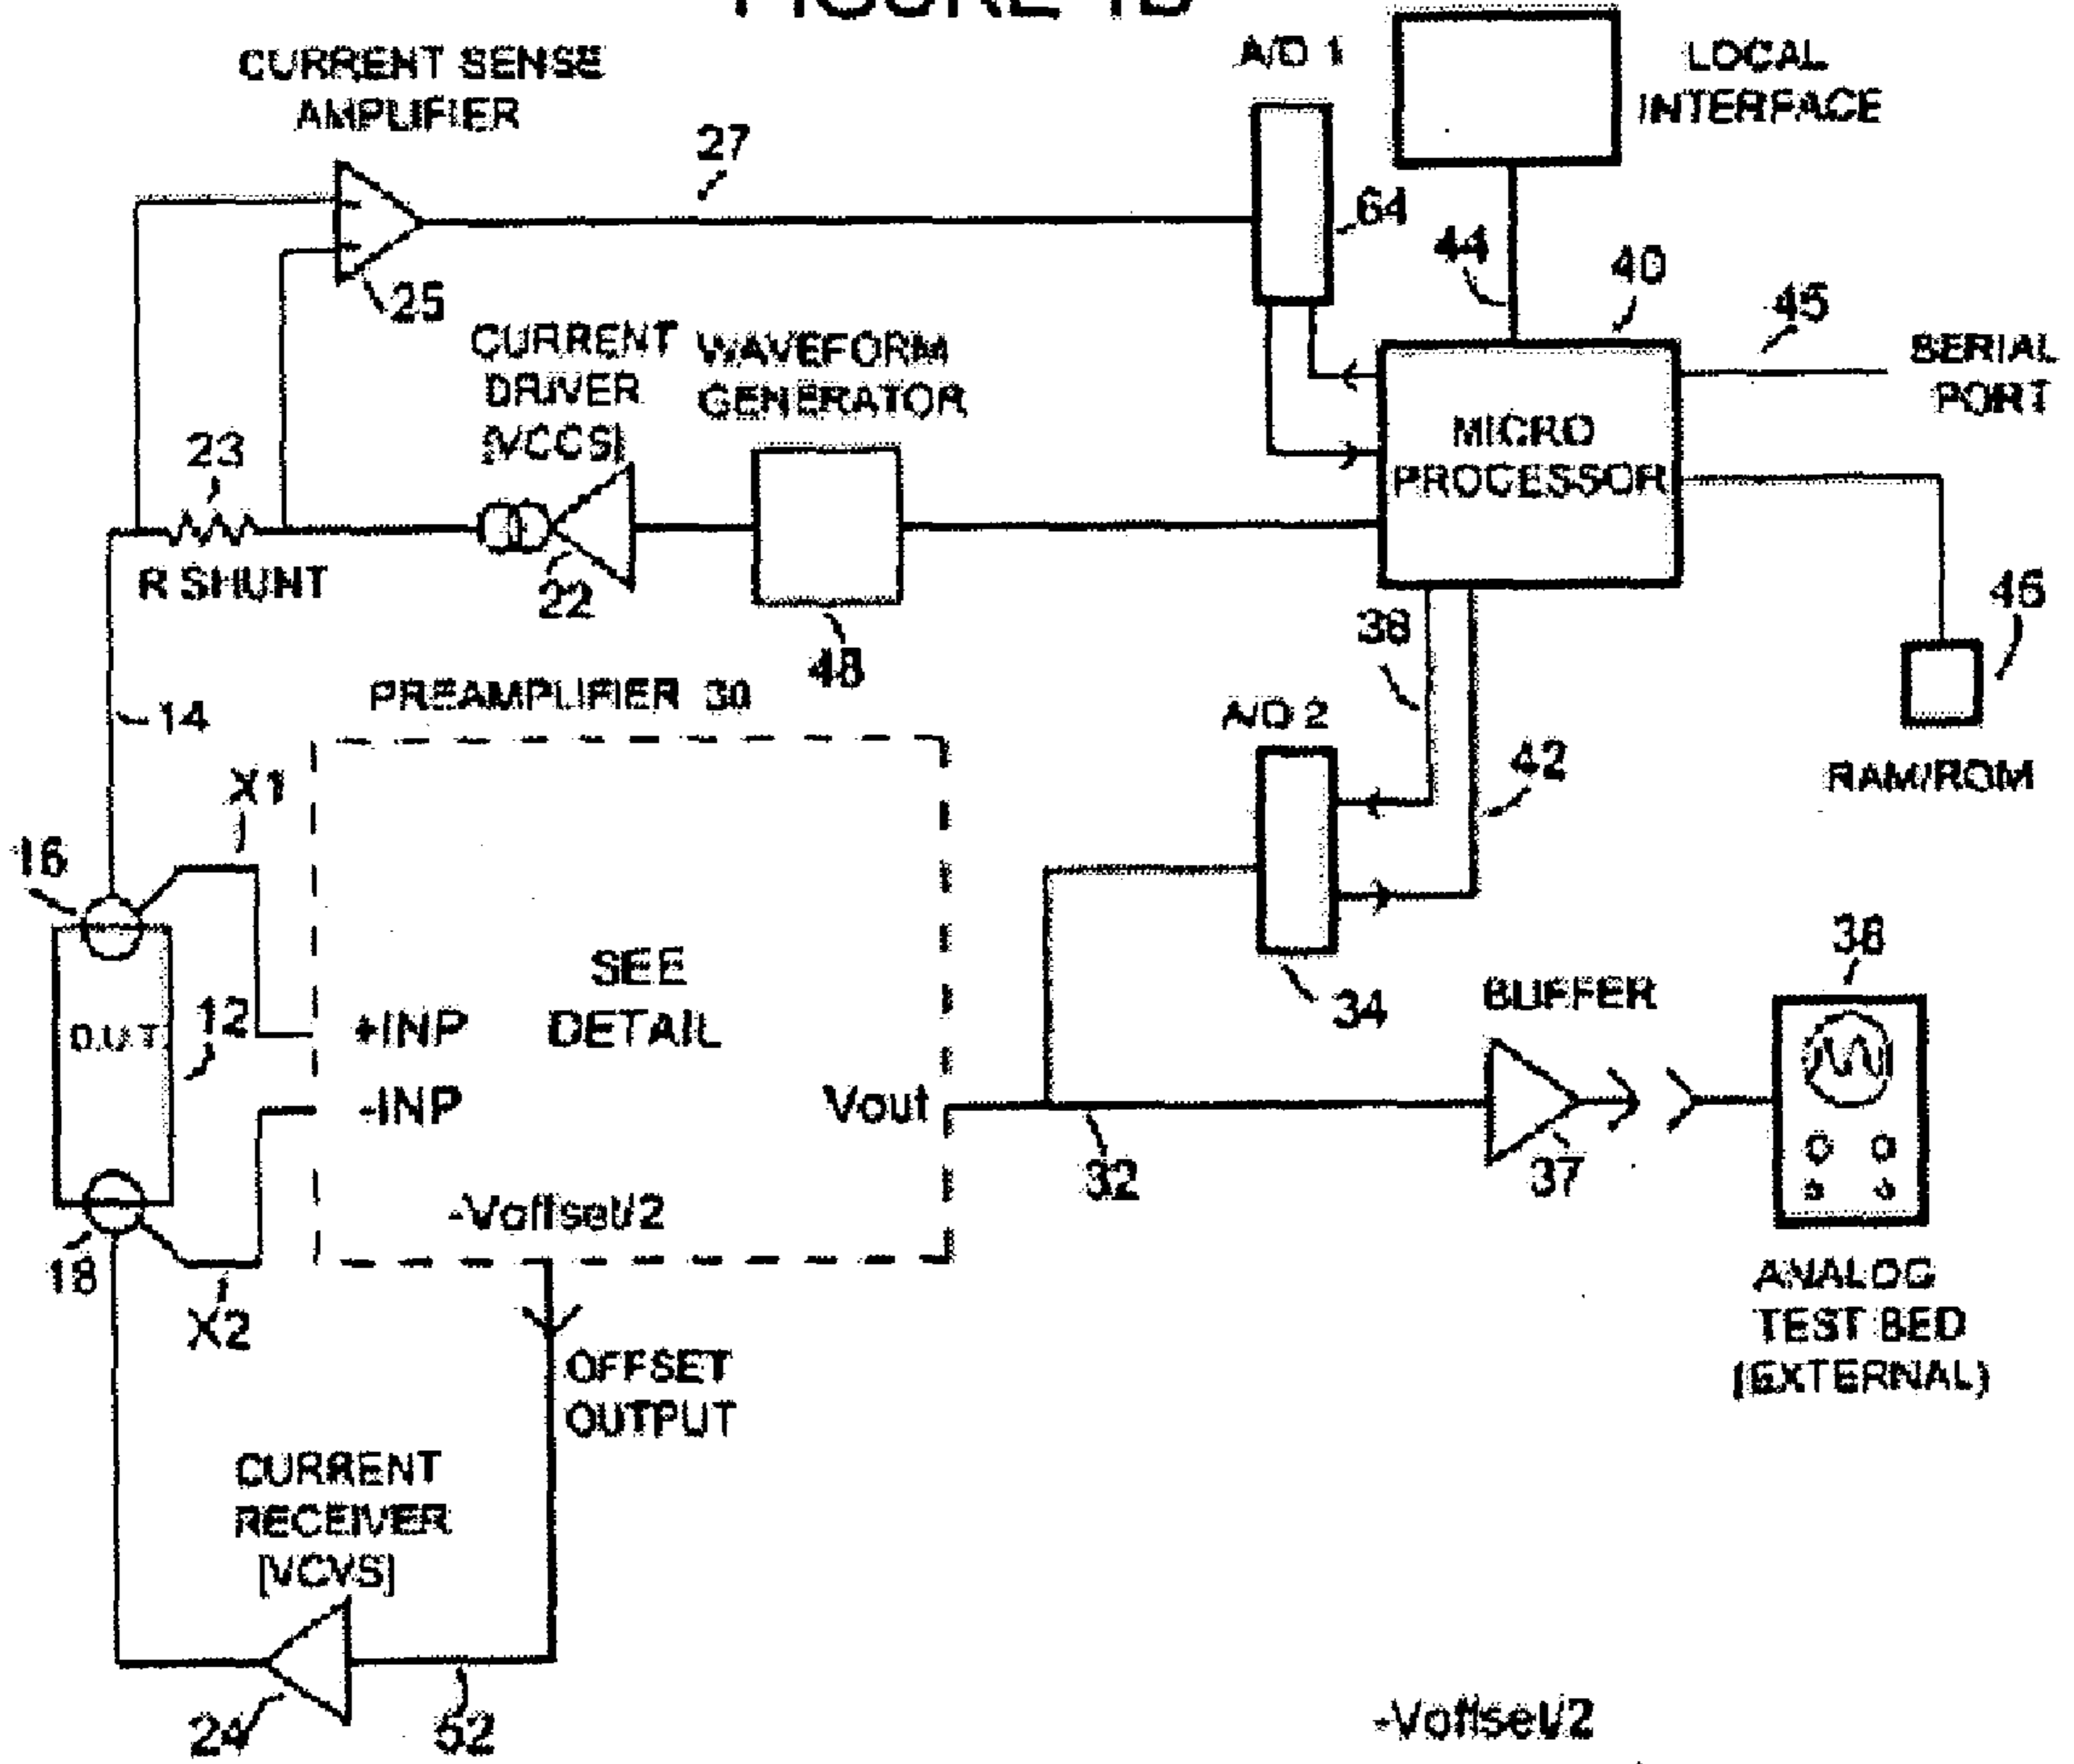 FIGURE 1B
CURRENT SENSE
AMPLIFIER
27
A/D 1
LOCAL
INTERFACE
64
44
40
45
25
CURRENT
DRIVER
[VCCS]
WAVEFORM
GENERATOR
MICRO
PROCESSOR
SERIAL
PORT
23
R SHUNT
22
48
38
46
14
PREAMPLIFIER 30
A/D 2
42
RAM/ROM
X1
16
SEE
DETAIL
12
D.U.T.
+INP
-INP
Vout
34
BUFFER
38
32
37
18
X2
-Voffset/2
OFFSET
OUTPUT
ANALOG
TEST BED
(EXTERNAL)
CURRENT
RECEIVER
[VCVS]
24
52
-Voffset/2